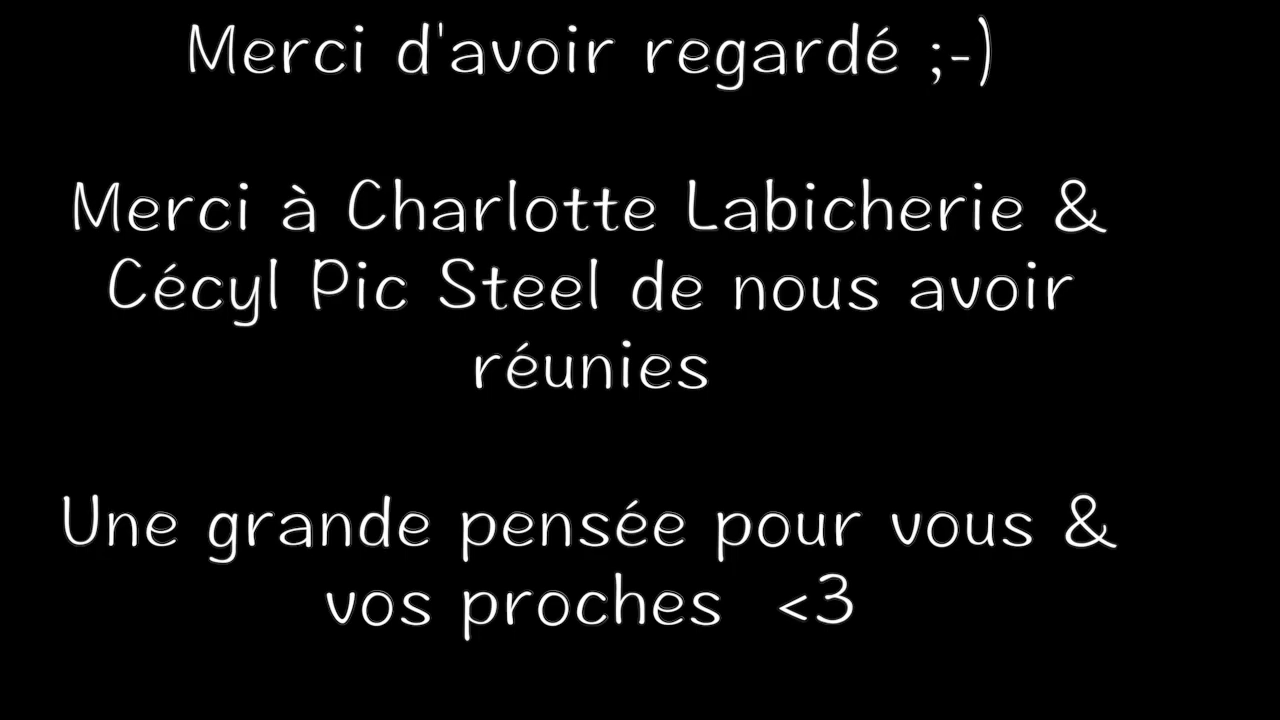 Merci d'avoir regardé ;-)
Merci à Charlotte Labicherie &
Cécyl Pic Steel de nous avoir
réunies
Une grande pensée pour vous &
vos proches <3